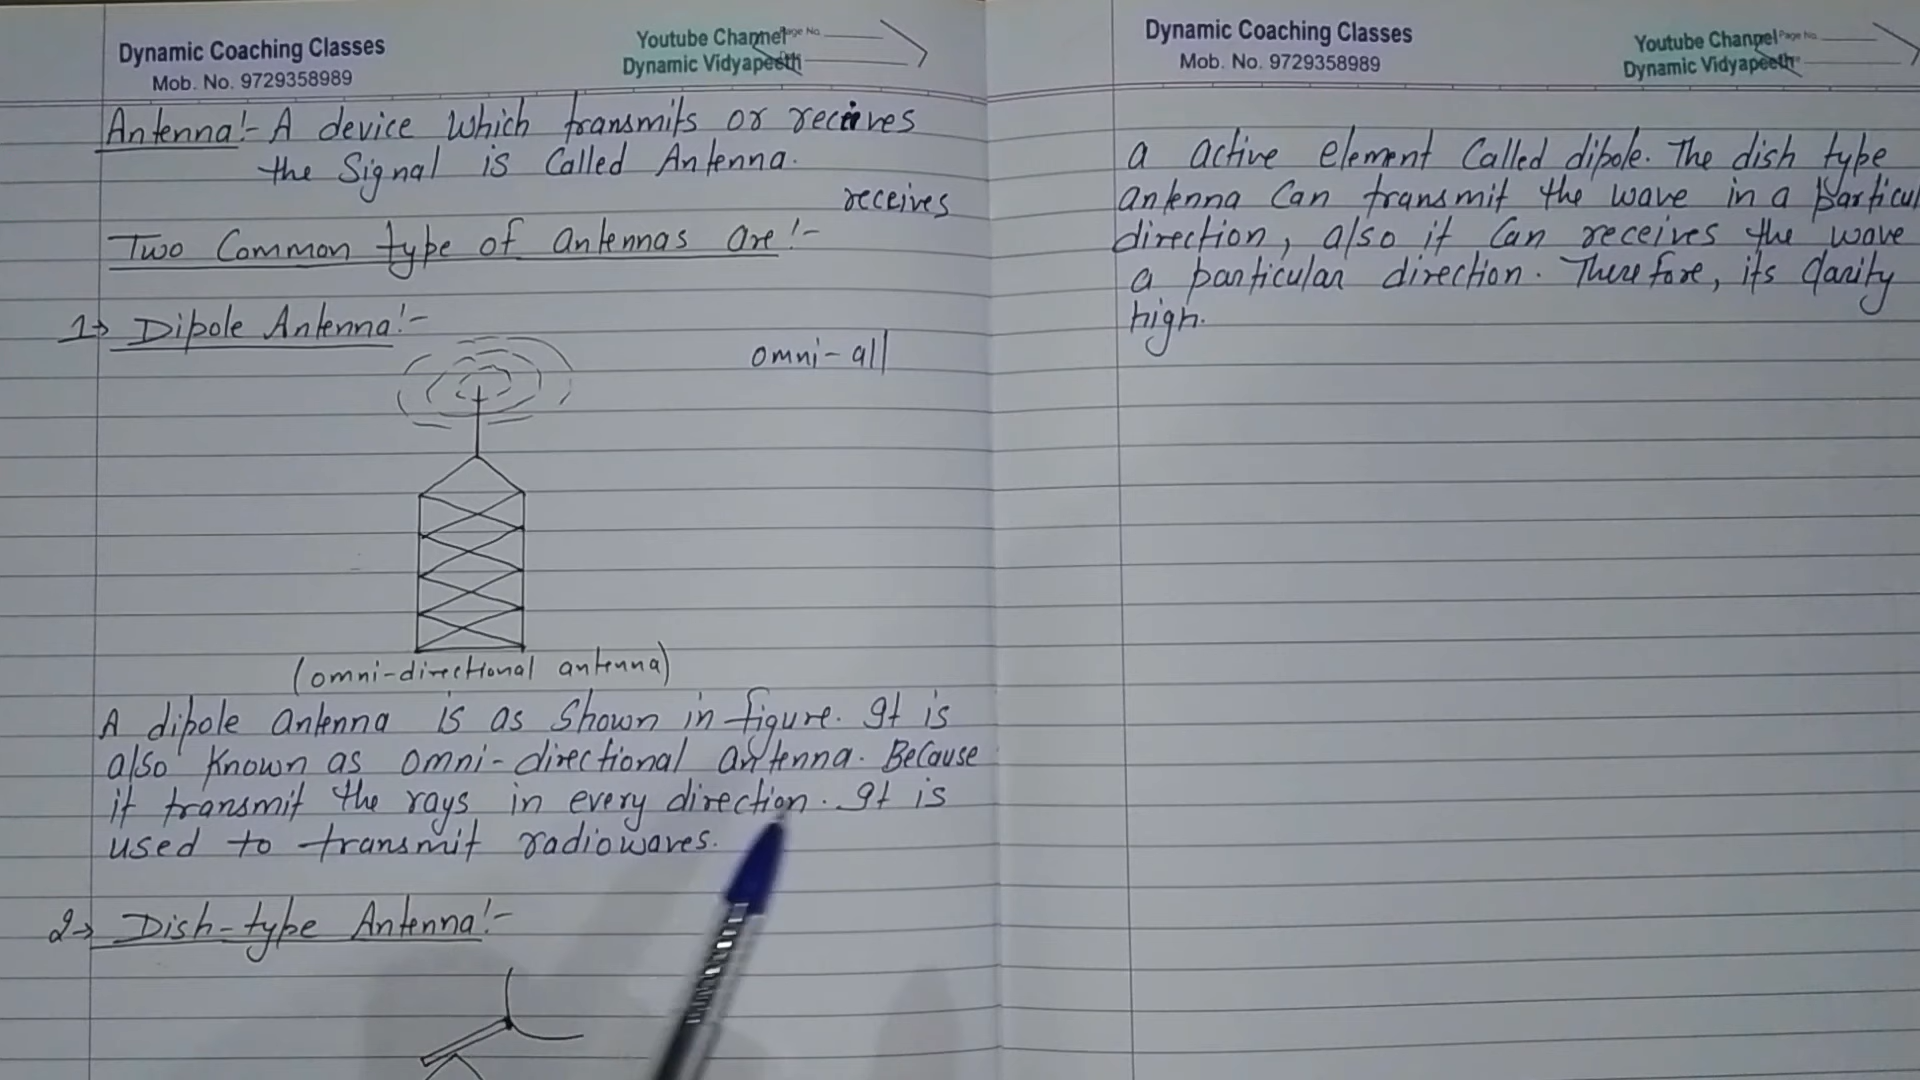 Dynamic Coaching Classes
Mob. No. 9729358989
Youtube Channel
Dynamic Vidyapeeth
Page No.
Antenna:- A device which transmits or receives
the Signal is Called Antenna.
receives
Two Common type of antennas are:-
1→ Dipole Antenna:-
omni-all
(omni-directional antenna)
A dipole antenna is as Shown in figure. It is
also Known as omni-directional antenna. Because
it transmit the rays in every direction. It is
used to transmit radiowaves.
2→ Dish-type Antenna:-
Dynamic Coaching Classes
Mob. No. 9729358989
Youtube Channel
Dynamic Vidyapeeth
Page No.
a active element Called dipole. The dish type
antenna Can transmit the wave in a particul
direction, also it Can receives the wave
a particular direction. Therefore, its Clarity
high.